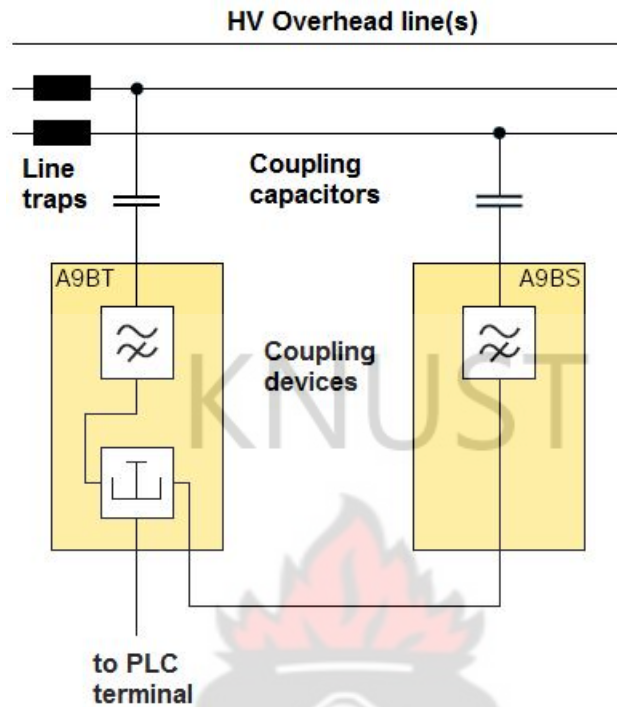 HV Overhead line(s)
Line
traps
Coupling
capacitors
A9BT
A9BS
Coupling
devices
KNUST
to PLC
terminal